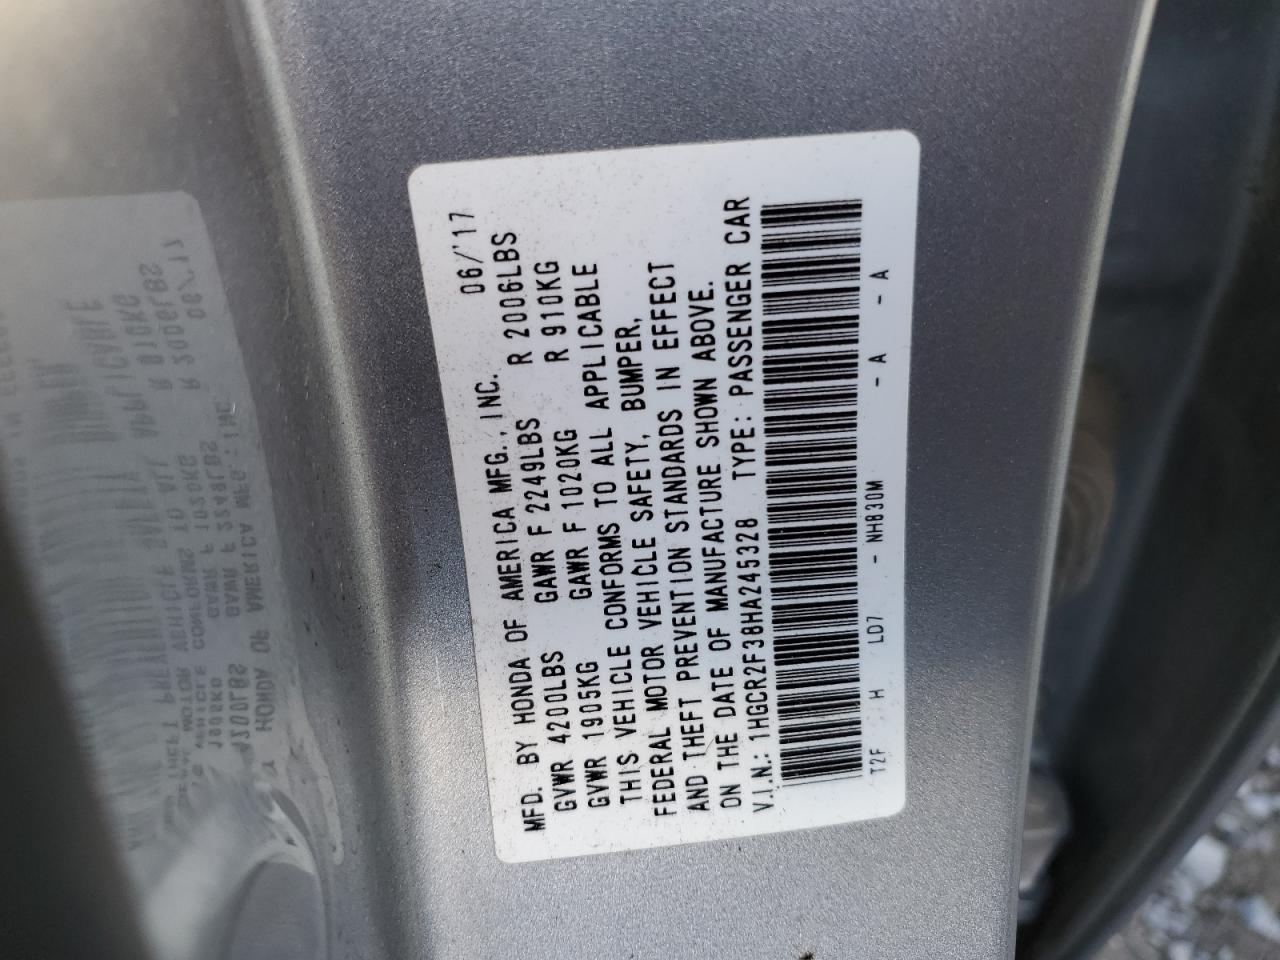 MFD. BY HONDA OF AMERICA MFG., INC. 06/'17
GVWR 4200LBS GAWR F 2249LBS R 2006LBS
GVWR 1905KG GAWR F 1020KG R 910KG
THIS VEHICLE CONFORMS TO ALL APPLICABLE
FEDERAL MOTOR VEHICLE SAFETY, BUMPER,
AND THEFT PREVENTION STANDARDS IN EFFECT
ON THE DATE OF MANUFACTURE SHOWN ABOVE.
V.I.N.: 1HGCR2F38HA245328 TYPE: PASSENGER CAR
T2F H LD7 - NH830M - A - A